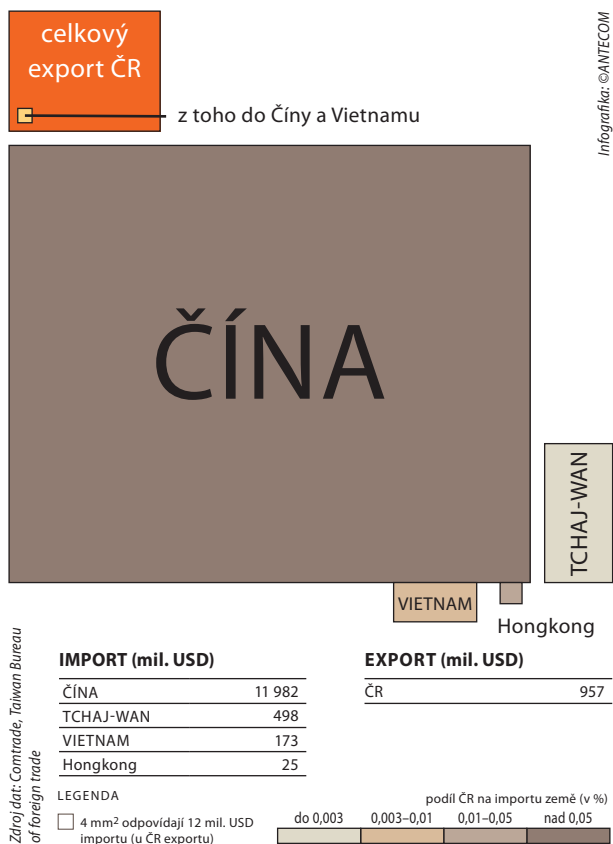 celkový
export ČR
z toho do Číny a Vietnamu
Infografika: ©ANTECOM
ČÍNA
TCHAJ-WAN
VIETNAM
Hongkong
Zdroj dat: Comtrade, Taiwan Bureau
of foreign trade
IMPORT (mil. USD)
ČÍNA 11 982
TCHAJ-WAN 498
VIETNAM 173
Hongkong 25
EXPORT (mil. USD)
ČR 957
LEGENDA
4 mm² odpovídají 12 mil. USD
importu (u ČR exportu)
podíl ČR na importu země (v %)
do 0,003 0,003–0,01 0,01–0,05 nad 0,05